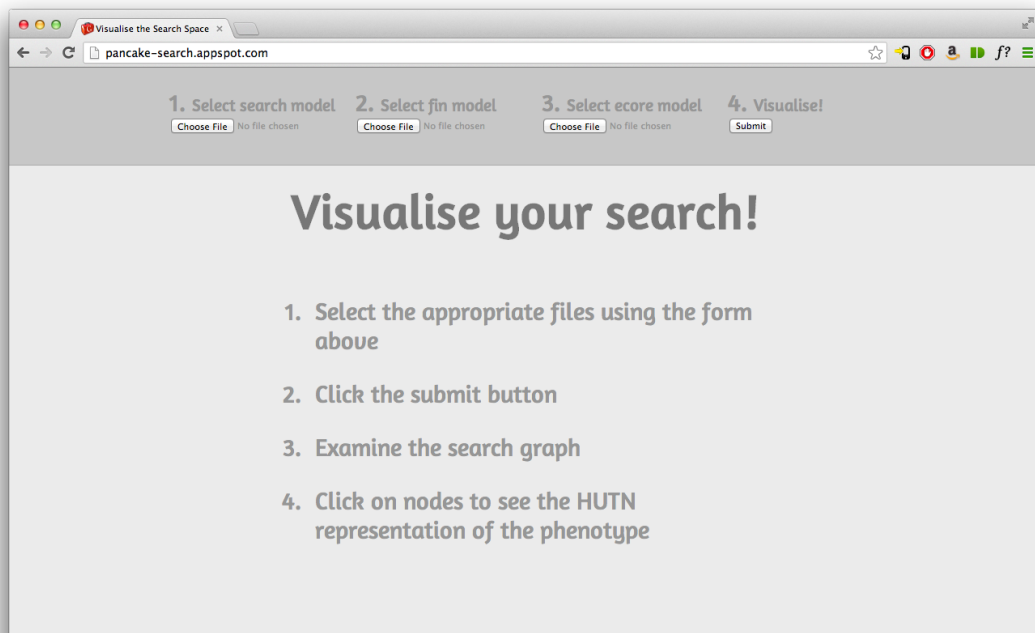 Visualise the Search Space
pancake-search.appspot.com
1. Select search model 2. Select fin model 3. Select ecore model 4. Visualise!
Choose File No file chosen Choose File No file chosen Choose File No file chosen Submit
Visualise your search!
1. Select the appropriate files using the form
above
2. Click the submit button
3. Examine the search graph
4. Click on nodes to see the HUTN
representation of the phenotype